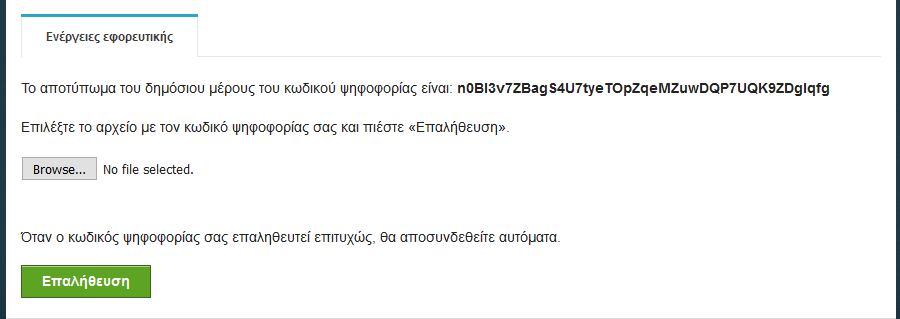 Ενέργειες εφορευτικής
Το αποτύπωμα του δημόσιου μέρους του κωδικού ψηφοφορίας είναι: n0BI3v7ZBagS4U7tyeTOpZqeMZuwDQP7UQK9ZDgIqfg
Επιλέξτε το αρχείο με τον κωδικό ψηφοφορίας σας και πιέστε «Επαλήθευση».
Browse... No file selected.
Όταν ο κωδικός ψηφοφορίας σας επαληθευτεί επιτυχώς, θα αποσυνδεθείτε αυτόματα.
Επαλήθευση